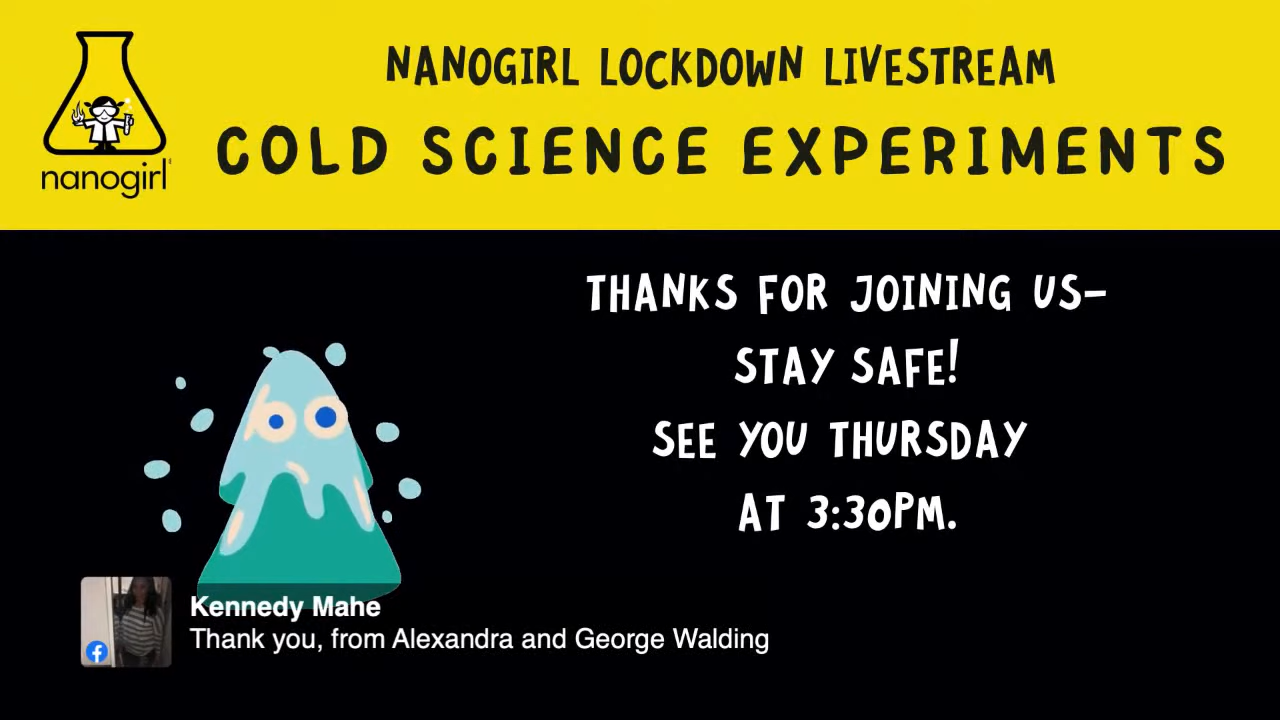 NANOGIRL LOCKDOWN LIVESTREAM
COLD SCIENCE EXPERIMENTS
nanogirl
THANKS FOR JOINING US-
STAY SAFE!
SEE YOU THURSDAY
AT 3:30PM.
Kennedy Mahe
Thank you, from Alexandra and George Walding